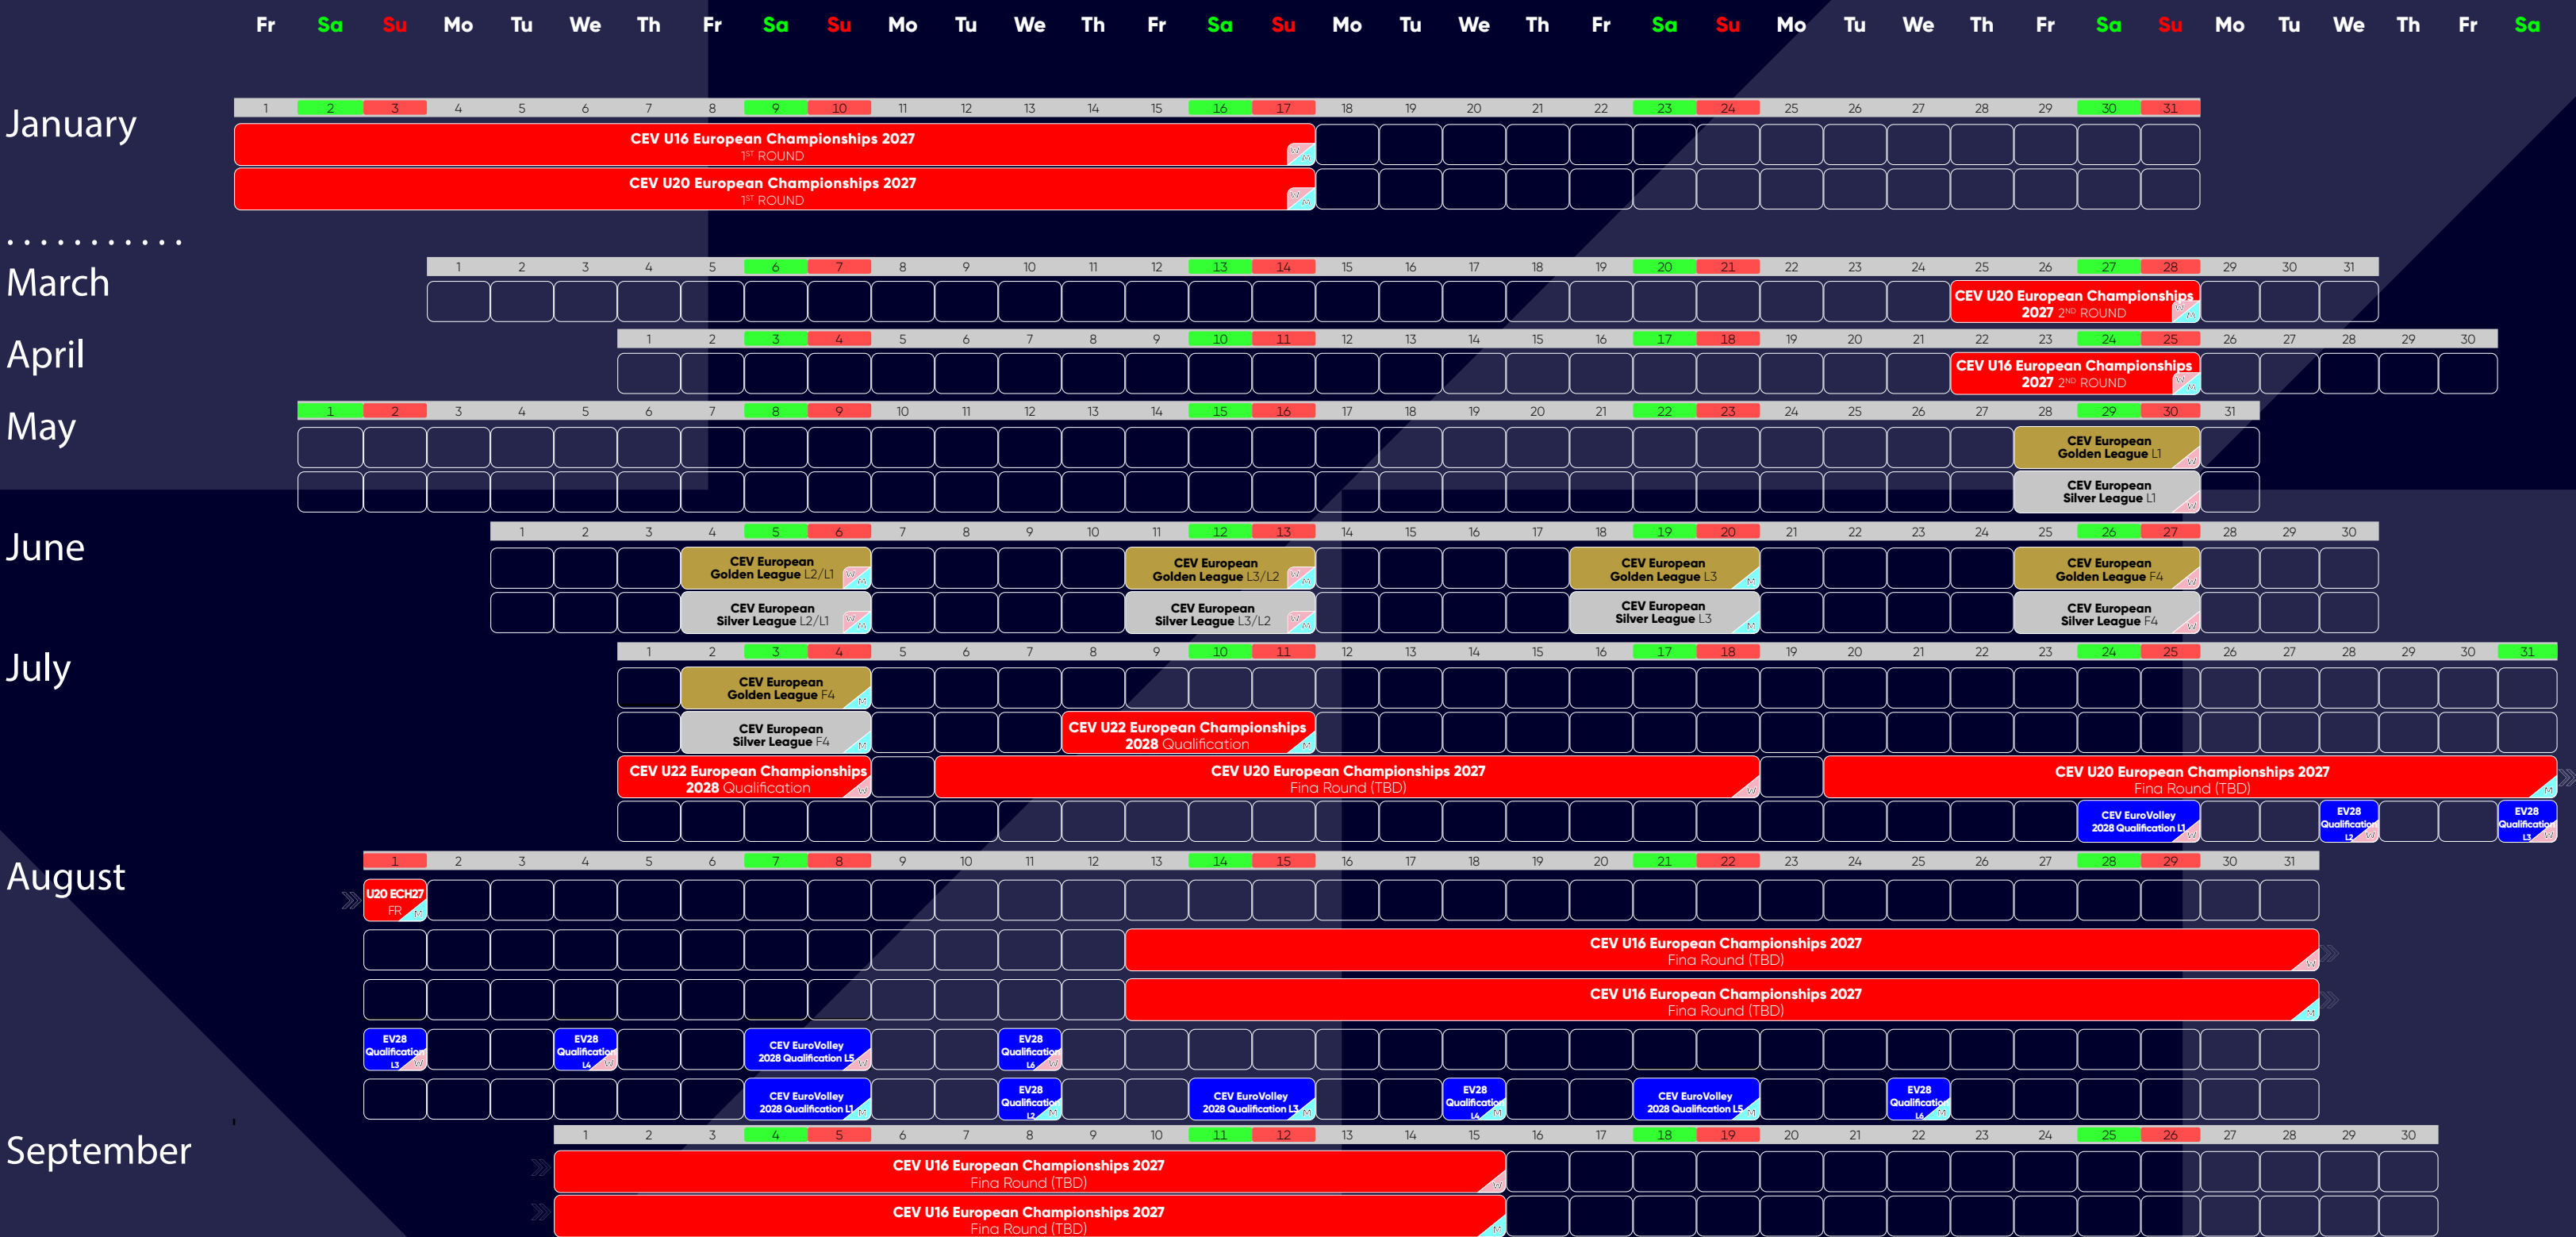 Fr Sa Su Mo Tu We Th Fr Sa Su Mo Tu We Th Fr Sa Su Mo Tu We Th Fr Sa Su Mo Tu We Th Fr Sa Su Mo Tu We Th Fr Sa
January
1 2 3 4 5 6 7 8 9 10 11 12 13 14 15 16 17 18 19 20 21 22 23 24 25 26 27 28 29 30 31
CEV U16 European Championships 2027
1ST ROUND
W M
CEV U20 European Championships 2027
1ST ROUND
W M
...........
March
1 2 3 4 5 6 7 8 9 10 11 12 13 14 15 16 17 18 19 20 21 22 23 24 25 26 27 28 29 30 31
CEV U20 European Championships
2027 2ND ROUND
W M
April
1 2 3 4 5 6 7 8 9 10 11 12 13 14 15 16 17 18 19 20 21 22 23 24 25 26 27 28 29 30
CEV U16 European Championships
2027 2ND ROUND
W M
May
1 2 3 4 5 6 7 8 9 10 11 12 13 14 15 16 17 18 19 20 21 22 23 24 25 26 27 28 29 30 31
CEV European
Golden League L1
W
CEV European
Silver League L1
W
June
1 2 3 4 5 6 7 8 9 10 11 12 13 14 15 16 17 18 19 20 21 22 23 24 25 26 27 28 29 30
CEV European CEV European CEV European CEV European
Golden League L2/L1 Golden League L3/L2 Golden League L3 Golden League F4
W M W M M W
CEV European CEV European CEV European CEV European
Silver League L2/L1 Silver League L3/L2 Silver League L3 Silver League F4
W M W M M W
July
1 2 3 4 5 6 7 8 9 10 11 12 13 14 15 16 17 18 19 20 21 22 23 24 25 26 27 28 29 30 31
CEV European
Golden League F4
M
CEV European CEV U22 European Championships
Silver League F4 2028 Qualification
M M
CEV U22 European Championships CEV U20 European Championships 2027 CEV U20 European Championships 2027
2028 Qualification Fina Round (TBD) Fina Round (TBD)
W W M
CEV EuroVolley EV28 EV28
2028 Qualification L1 Qualification Qualification
W L2 W L3 W
August
1 2 3 4 5 6 7 8 9 10 11 12 13 14 15 16 17 18 19 20 21 22 23 24 25 26 27 28 29 30 31
U20 ECH27
FR M
CEV U16 European Championships 2027
Fina Round (TBD)
W
CEV U16 European Championships 2027
Fina Round (TBD)
M
EV28 EV28 CEV EuroVolley EV28
Qualification Qualification 2028 Qualification L5 Qualification
L3 W L4 W W L6 W
CEV EuroVolley EV28 CEV EuroVolley EV28 CEV EuroVolley EV28
2028 Qualification L1 Qualification 2028 Qualification L3 Qualification 2028 Qualification L5 Qualification
M L2 M M L4 M M L6 M
September
1 2 3 4 5 6 7 8 9 10 11 12 13 14 15 16 17 18 19 20 21 22 23 24 25 26 27 28 29 30
CEV U16 European Championships 2027
Fina Round (TBD)
W
CEV U16 European Championships 2027
Fina Round (TBD)
M